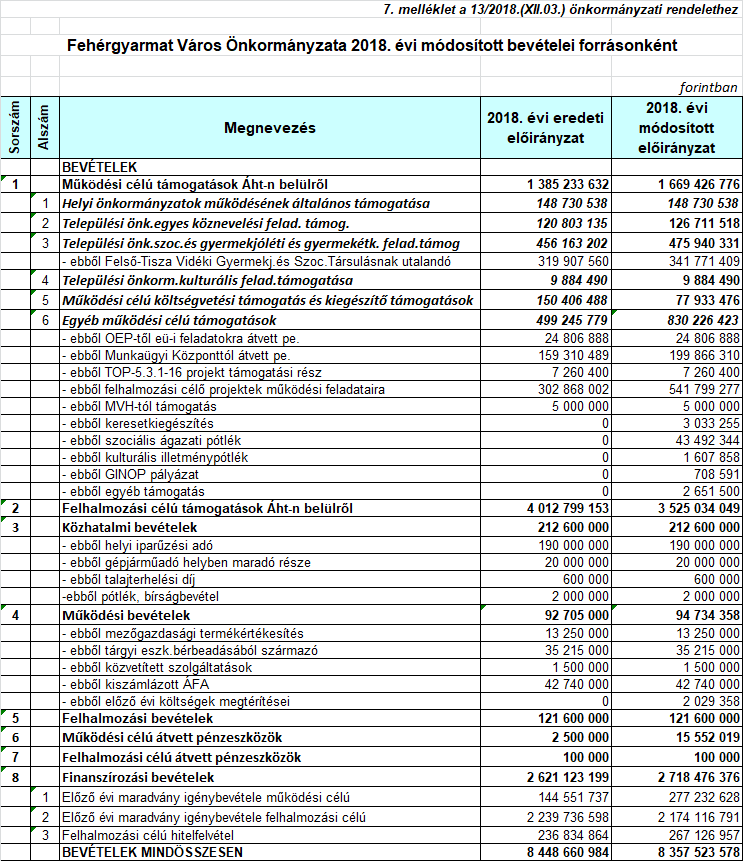 7. melléklet a 13/2018.(XII.03.) önkormányzati rendelethez
Fehérgyarmat Város Önkormányzata 2018. évi módosított bevételei forrásonként
forintban
Sorszám Alszám Megnevezés 2018. évi eredeti előirányzat 2018. évi módosított előirányzat
BEVÉTELEK
1 Működési célú támogatások Áht-n belülről 1 385 233 632 1 669 426 776
1 Helyi önkormányzatok működésének általános támogatása 148 730 538 148 730 538
2 Települési önk.egyes köznevelési felad. támog. 120 803 135 126 711 518
3 Települési önk.szoc.és gyermekjóléti és gyermekétk. felad.támog 456 163 202 475 940 331
- ebből Felső-Tisza Vidéki Gyermekj.és Szoc.Társulásnak utalandó 319 907 560 341 771 409
4 Települési önkorm.kulturális felad.támogatása 9 884 490 9 884 490
5 Működési célú költségvetési támogatás és kiegészítő támogatások 150 406 488 77 933 476
6 Egyéb működési célú támogatások 499 245 779 830 226 423
- ebből OEP-től eü-i feladatokra átvett pe. 24 806 888 24 806 888
- ebből Munkaügyi Központtól átvett pe. 159 310 489 199 866 310
- ebből TOP-5.3.1-16 projekt támogatási rész 7 260 400 7 260 400
- ebből felhalmozási célő projektek működési feladataira 302 868 002 541 799 277
- ebből MVH-tól támogatás 5 000 000 5 000 000
- ebből keresetkiegészítés 0 3 033 255
- ebből szociális ágazati pótlék 0 43 492 344
- ebből kulturális illetménypótlék 0 1 607 858
- ebből GINOP pályázat 0 708 591
- ebből egyéb támogatás 0 2 651 500
2 Felhalmozási célú támogatások Áht-n belülről 4 012 799 153 3 525 034 049
3 Közhatalmi bevételek 212 600 000 212 600 000
- ebből helyi iparűzési adó 190 000 000 190 000 000
- ebből gépjárműadó helyben maradó része 20 000 000 20 000 000
- ebből talajterhelési díj 600 000 600 000
-ebből pótlék, bírságbevétel 2 000 000 2 000 000
4 Működési bevételek 92 705 000 94 734 358
- ebből mezőgazdasági termékértékesítés 13 250 000 13 250 000
- ebből tárgyi eszk.bérbeadásából származó 35 215 000 35 215 000
- ebből közvetített szolgáltatások 1 500 000 1 500 000
- ebből kiszámlázott ÁFA 42 740 000 42 740 000
- ebből előző évi költségek megtérítései 0 2 029 358
5 Felhalmozási bevételek 121 600 000 121 600 000
6 Működési célú átvett pénzeszközök 2 500 000 15 552 019
7 Felhalmozási célú átvett pénzeszközök 100 000 100 000
8 Finanszírozási bevételek 2 621 123 199 2 718 476 376
1 Előző évi maradvány igénybevétele működési célú 144 551 737 277 232 628
2 Előző évi maradvány igénybevétele felhalmozási célú 2 239 736 598 2 174 116 791
3 Felhalmozási célú hitelfelvétel 236 834 864 267 126 957
BEVÉTELEK MINDÖSSZESEN 8 448 660 984 8 357 523 578